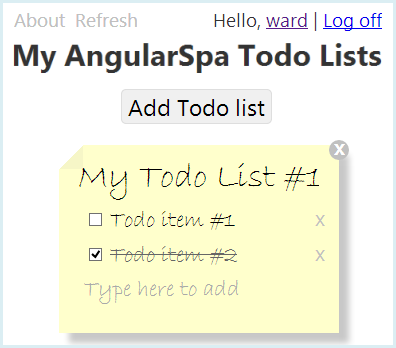 About Refresh Hello, ward | Log off
My AngularSpa Todo Lists
Add Todo list
x
My Todo List #1
Todo item #1 x
Todo item #2 x
Type here to add